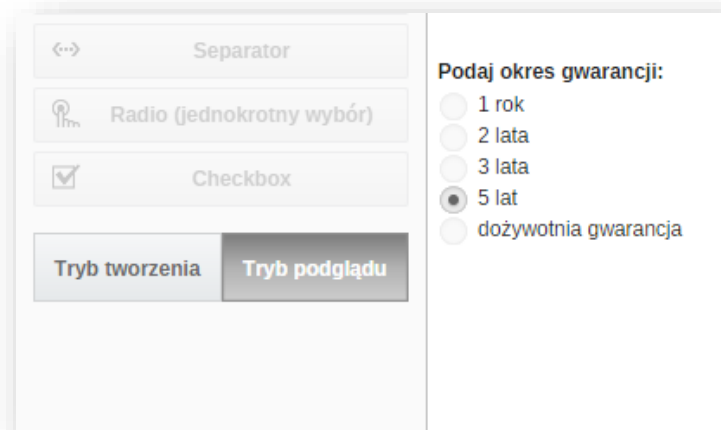 Separator
Radio (jednokrotny wybór)
Checkbox
Tryb tworzenia
Tryb podglądu
Podaj okres gwarancji:
1 rok
2 lata
3 lata
5 lat
dożywotnia gwarancja